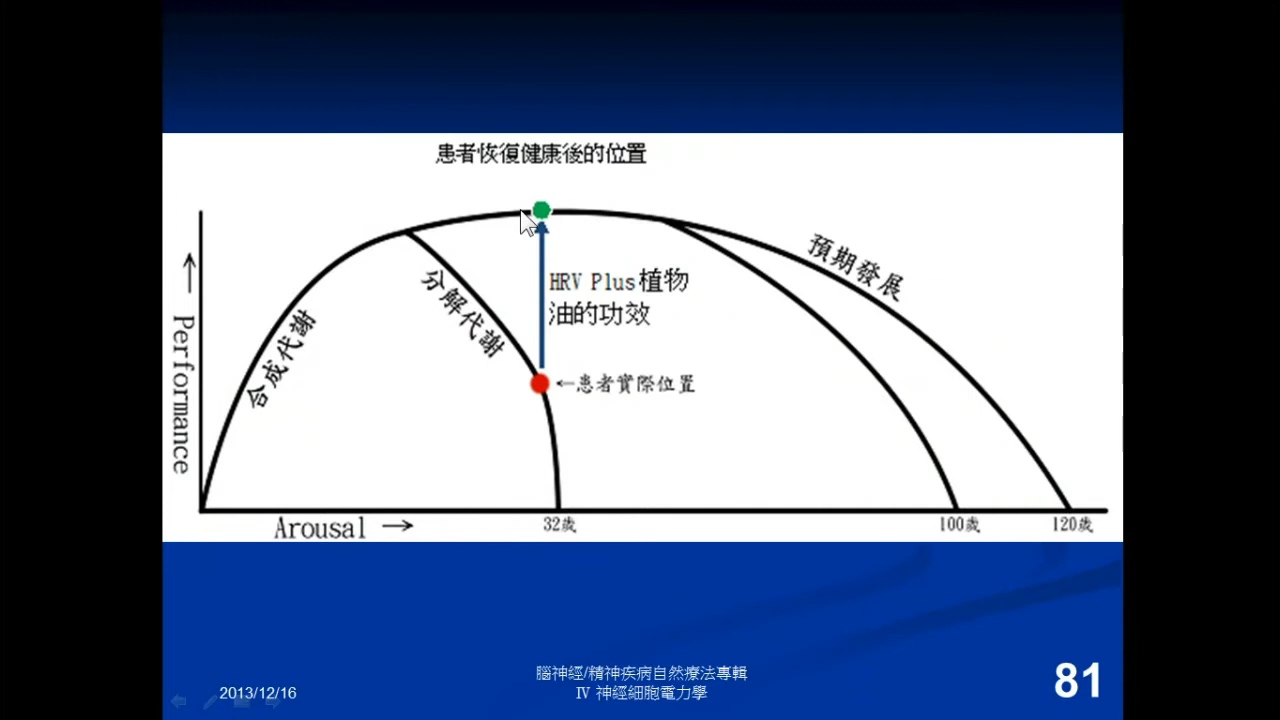 患者恢復健康後的位置
預期發展
分解代謝
HRV Plus植物
油的功效
合成代謝
←患者實際位置
Performance →
Arousal →
32歲
100歲
120歲
2013/12/16
腦神經/精神疾病自然療法專輯
IV 神經細胞電力學
81